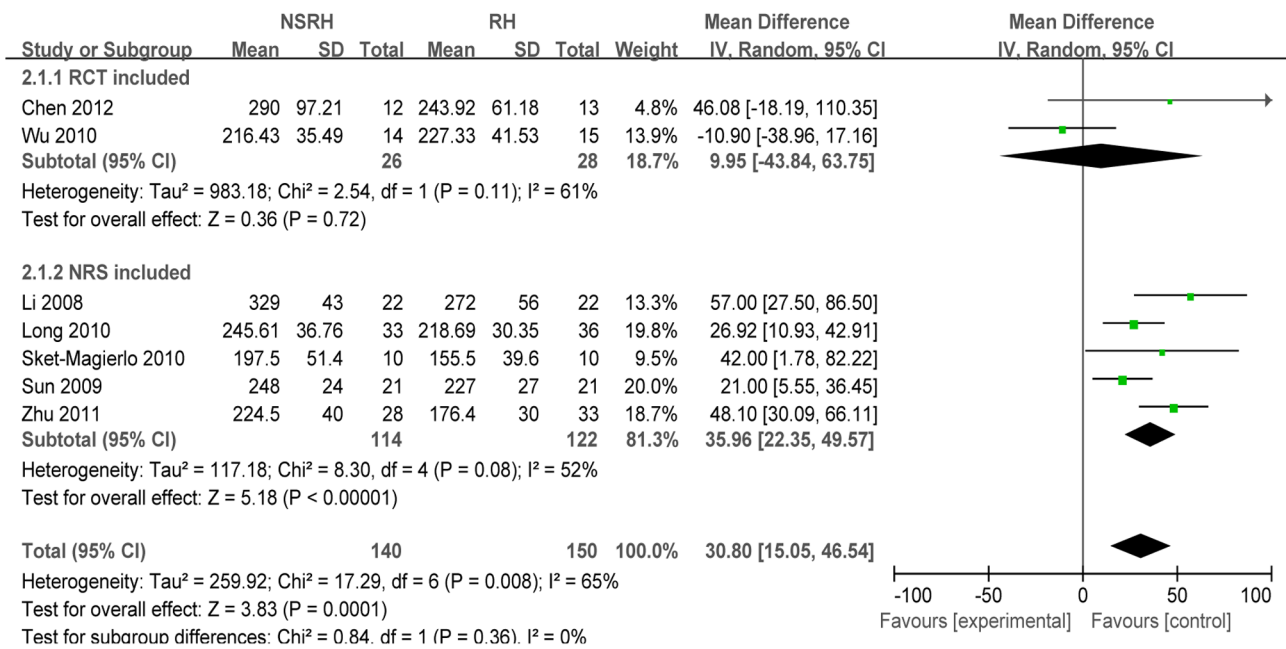 NSRH RH Mean Difference Mean Difference
Study or Subgroup Mean SD Total Mean SD Total Weight IV, Random, 95% CI IV, Random, 95% CI
2.1.1 RCT included
Chen 2012 290 97.21 12 243.92 61.18 13 4.8% 46.08 [-18.19, 110.35]
Wu 2010 216.43 35.49 14 227.33 41.53 15 13.9% -10.90 [-38.96, 17.16]
Subtotal (95% CI) 26 28 18.7% 9.95 [-43.84, 63.75]
Heterogeneity: Tau² = 983.18; Chi² = 2.54, df = 1 (P = 0.11); I² = 61%
Test for overall effect: Z = 0.36 (P = 0.72)
2.1.2 NRS included
Li 2008 329 43 22 272 56 22 13.3% 57.00 [27.50, 86.50]
Long 2010 245.61 36.76 33 218.69 30.35 36 19.8% 26.92 [10.93, 42.91]
Sket-Magierlo 2010 197.5 51.4 10 155.5 39.6 10 9.5% 42.00 [1.78, 82.22]
Sun 2009 248 24 21 227 27 21 20.0% 21.00 [5.55, 36.45]
Zhu 2011 224.5 40 28 176.4 30 33 18.7% 48.10 [30.09, 66.11]
Subtotal (95% CI) 114 122 81.3% 35.96 [22.35, 49.57]
Heterogeneity: Tau² = 117.18; Chi² = 8.30, df = 4 (P = 0.08); I² = 52%
Test for overall effect: Z = 5.18 (P < 0.00001)
Total (95% CI) 140 150 100.0% 30.80 [15.05, 46.54]
Heterogeneity: Tau² = 259.92; Chi² = 17.29, df = 6 (P = 0.008); I² = 65%
Test for overall effect: Z = 3.83 (P = 0.0001)
Test for subgroup differences: Chi² = 0.84, df = 1 (P = 0.36), I² = 0%
-100 -50 0 50 100
Favours [experimental] Favours [control]